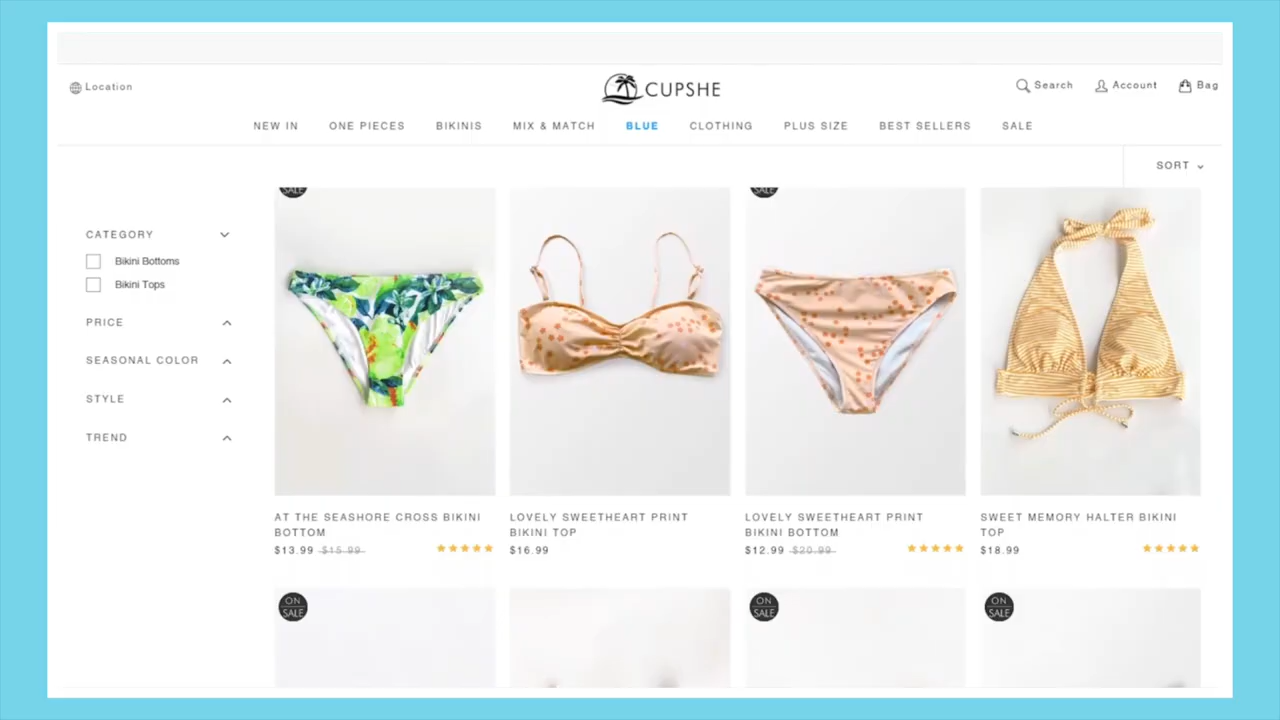 Location
CUPSHE
Search
Account
Bag
NEW IN
ONE PIECES
BIKINIS
MIX & MATCH
BLUE
CLOTHING
PLUS SIZE
BEST SELLERS
SALE
SORT
CATEGORY
Bikini Bottoms
Bikini Tops
PRICE
SEASONAL COLOR
STYLE
TREND
SALE
SALE
AT THE SEASHORE CROSS BIKINI
BOTTOM
$13.99 $15.99
LOVELY SWEETHEART PRINT
BIKINI TOP
$16.99
LOVELY SWEETHEART PRINT
BIKINI BOTTOM
$12.99 $20.99
SWEET MEMORY HALTER BIKINI
TOP
$18.99
ON
SALE
ON
SALE
ON
SALE